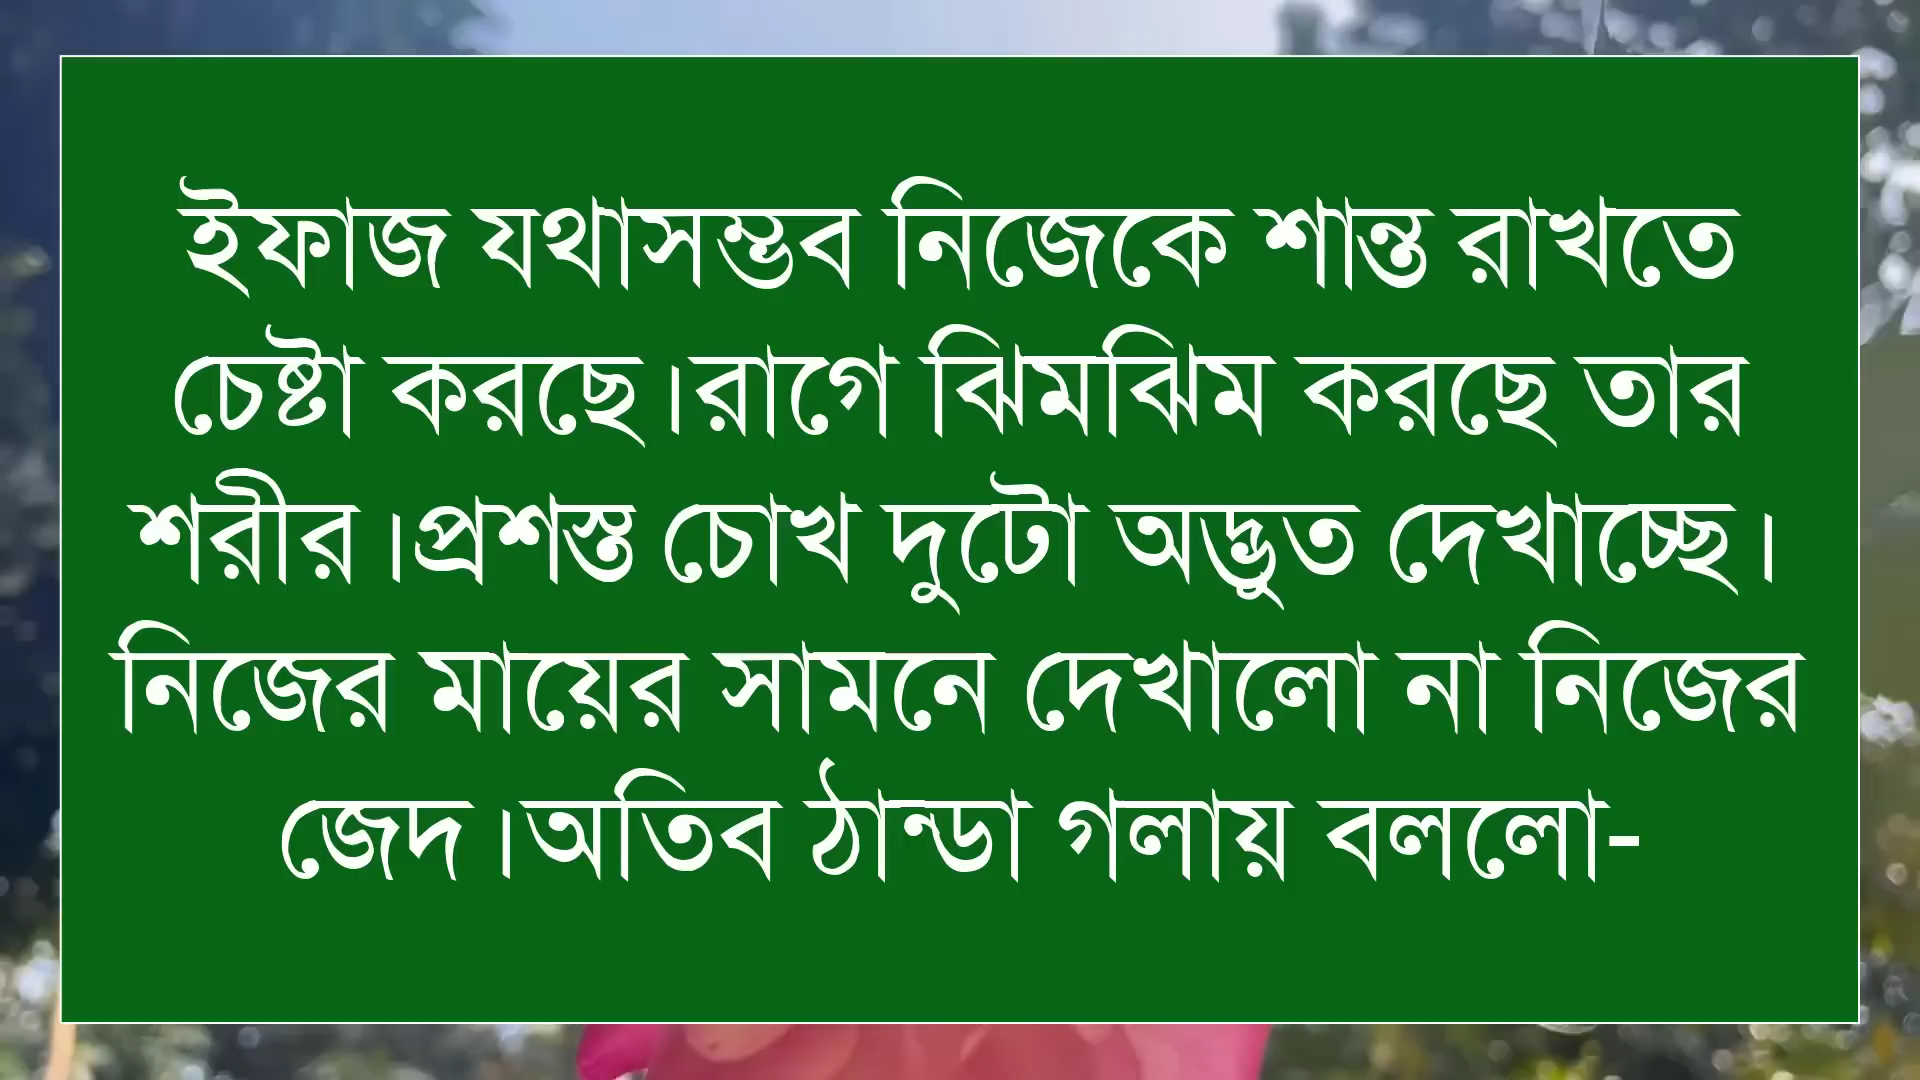 ইফাজ যথাসম্ভব নিজেকে শান্ত রাখতে
চেষ্টা করছে।রাগে ঝিমঝিম করছে তার
শরীর।প্রশস্ত চোখ দুটো অদ্ভুত দেখাচ্ছে।
নিজের মায়ের সামনে দেখালো না নিজের
জেদ।অতিব ঠান্ডা গলায় বললো-